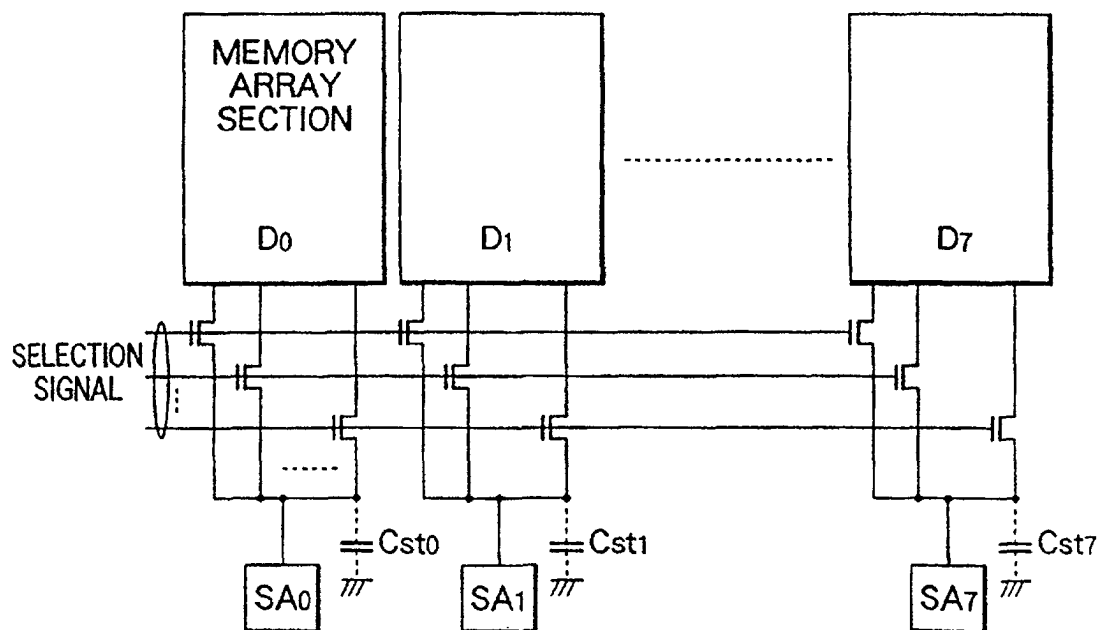 MEMORY
ARRAY
SECTION
D0
D1
D7
SELECTION
SIGNAL
Cst0
Cst1
Cst7
SA0
SA1
SA7